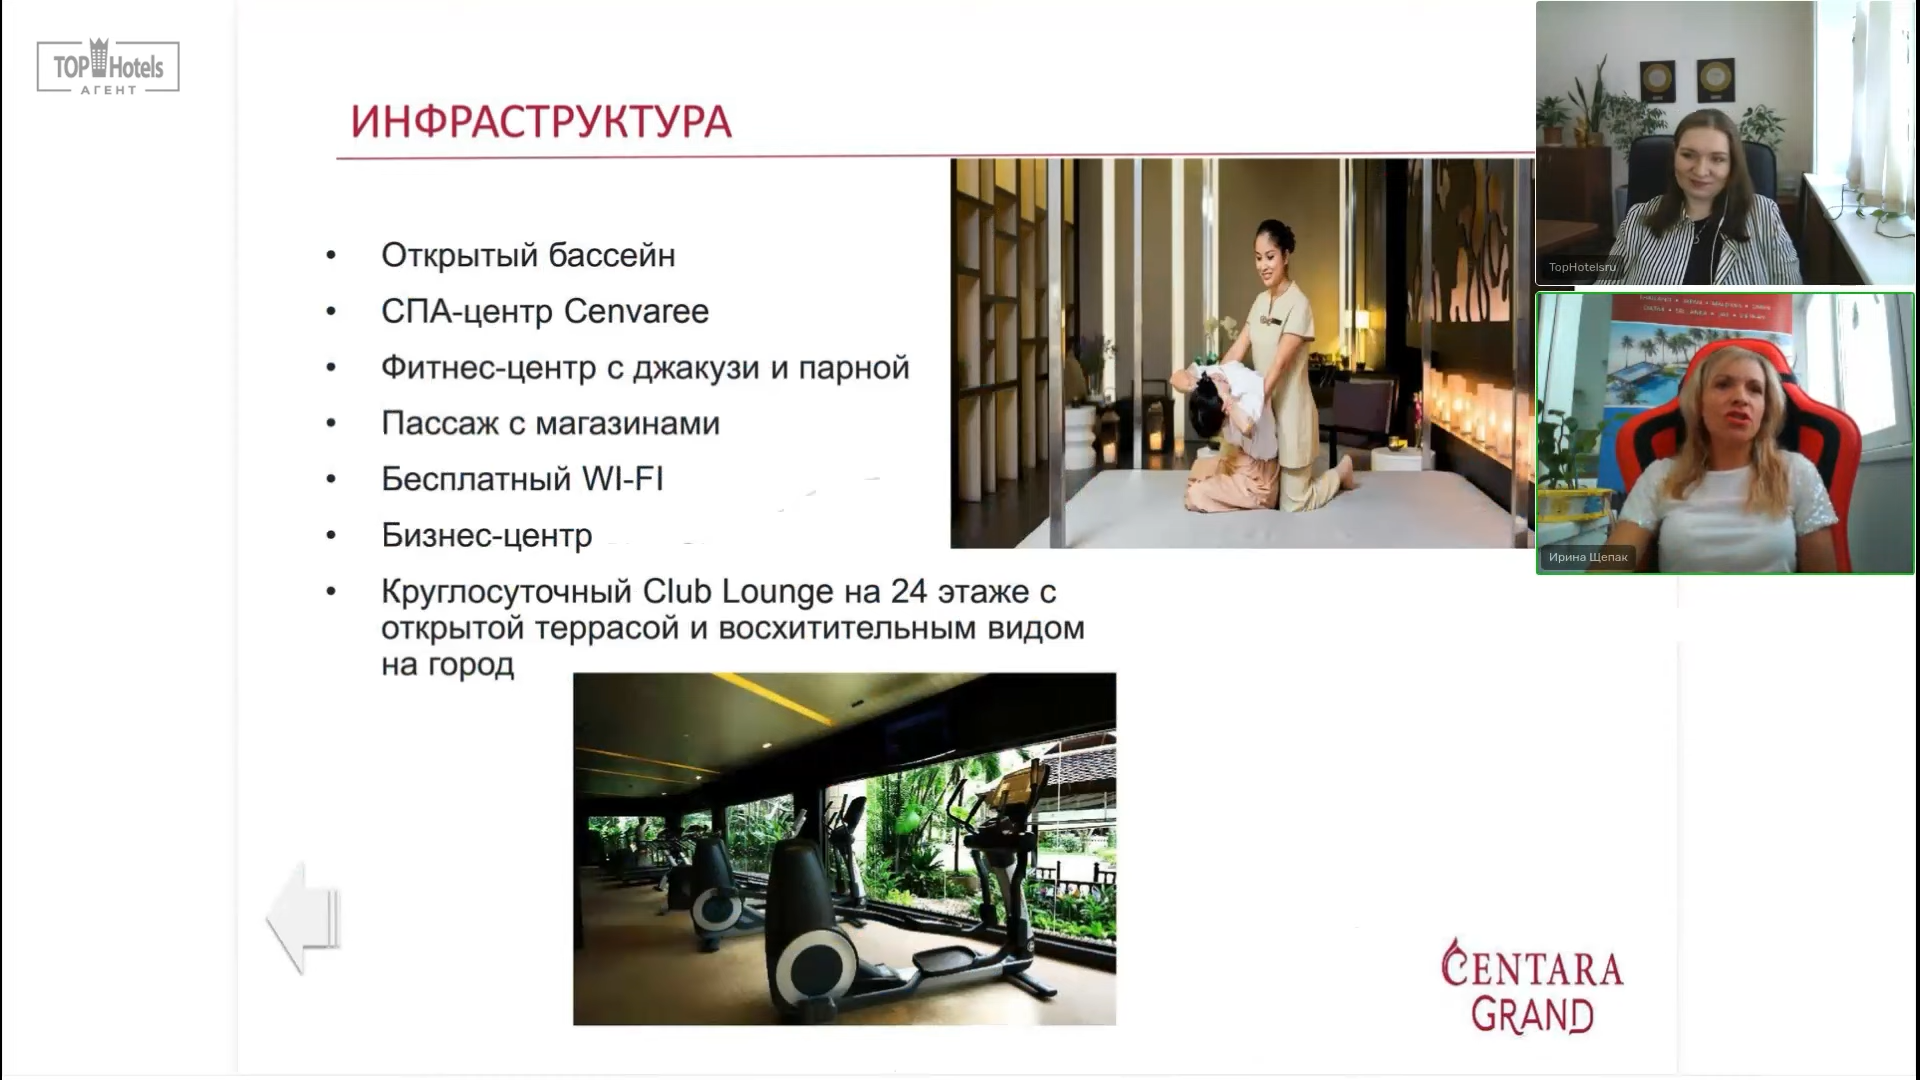 TOP Hotels
АГЕНТ
ИНФРАСТРУКТУРА
• Открытый бассейн
• СПА-центр Cenvaree
• Фитнес-центр с джакузи и парной
• Пассаж с магазинами
• Бесплатный WI-FI
• Бизнес-центр
• Круглосуточный Club Lounge на 24 этаже с
открытой террасой и восхитительным видом
на город
CENTARA
GRAND
TopHotelsru
Ирина Щепак